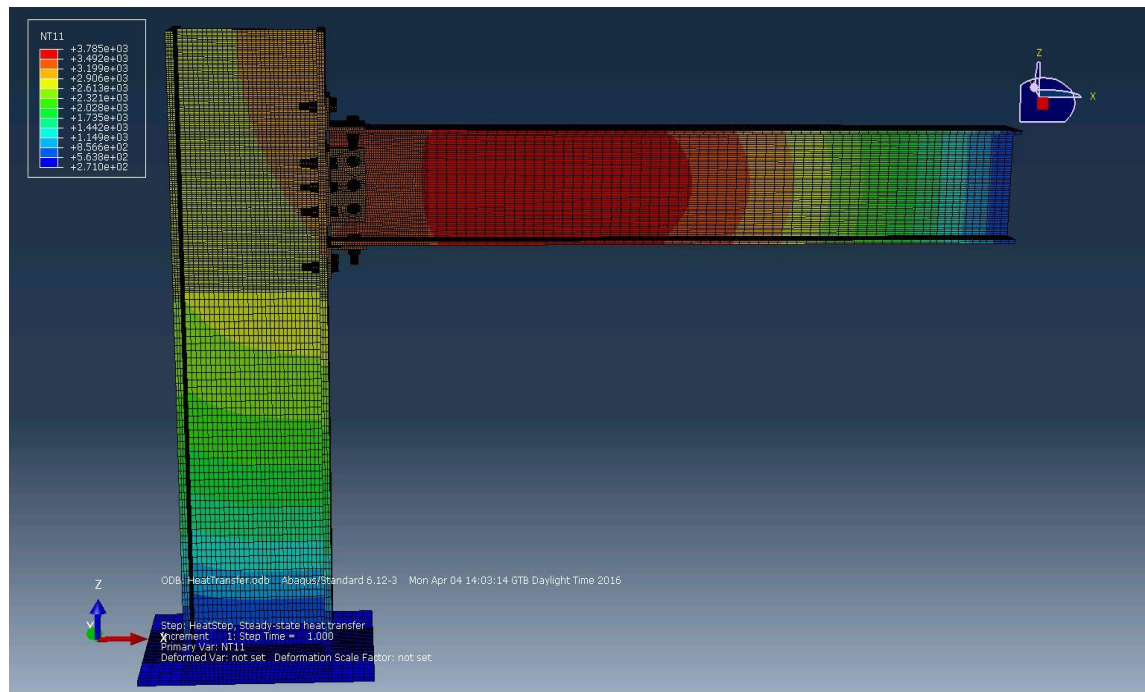 NT11
+3.785e+03
+3.492e+03
+3.199e+03
+2.906e+03
+2.613e+03
+2.321e+03
+2.028e+03
+1.735e+03
+1.442e+03
+1.149e+03
+8.566e+02
+5.638e+02
+2.710e+02
Z
X
ODB: HeatTransfer.odb Abaqus/Standard 6.12-3 Mon Apr 04 14:03:14 GTB Daylight Time 2016
Z
Y
X
Step: HeatStep, Steady-state heat transfer
Increment 1: Step Time = 1.000
Primary Var: NT11
Deformed Var: not set Deformation Scale Factor: not set